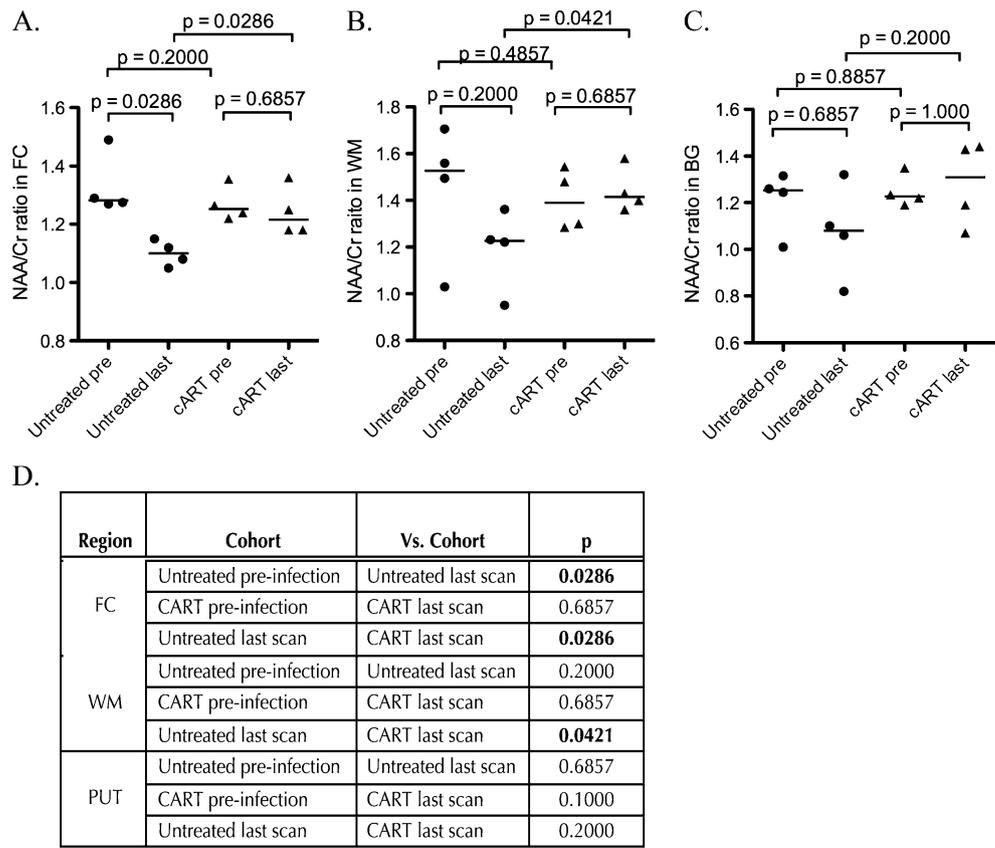 A.
p = 0.0286
p = 0.2000
p = 0.0286
p = 0.6857
NAA/Cr ratio in FC
1.6
1.4
1.2
1.0
0.8
Untreated pre
Untreated last
cART pre
cART last
B.
p = 0.0421
p = 0.4857
p = 0.2000
p = 0.6857
NAA/Cr ratio in WM
1.8
1.6
1.4
1.2
1.0
0.8
Untreated pre
Untreated last
cART pre
cART last
C.
p = 0.2000
p = 0.8857
p = 0.6857
p = 1.000
NAA/Cr ratio in BG
1.6
1.4
1.2
1.0
0.8
0.6
Untreated pre
Untreated last
cART pre
cART last
D.
Region Cohort Vs. Cohort p
FC
Untreated pre-infection Untreated last scan 0.0286
CART pre-infection CART last scan 0.6857
Untreated last scan CART last scan 0.0286
WM
Untreated pre-infection Untreated last scan 0.2000
CART pre-infection CART last scan 0.6857
Untreated last scan CART last scan 0.0421
PUT
Untreated pre-infection Untreated last scan 0.6857
CART pre-infection CART last scan 0.1000
Untreated last scan CART last scan 0.2000